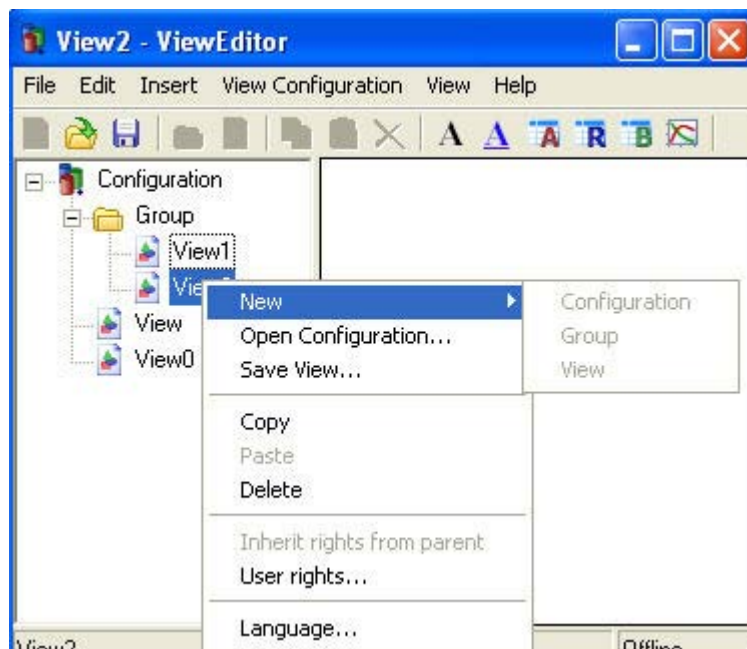 View2 - ViewEditor
File Edit Insert View Configuration View Help
A A A R B
Configuration
Group
View1
View
View0
New
Open Configuration...
Save View...
Copy
Paste
Delete
Inherit rights from parent
User rights...
Language...
Configuration
Group
View
View2
Offline